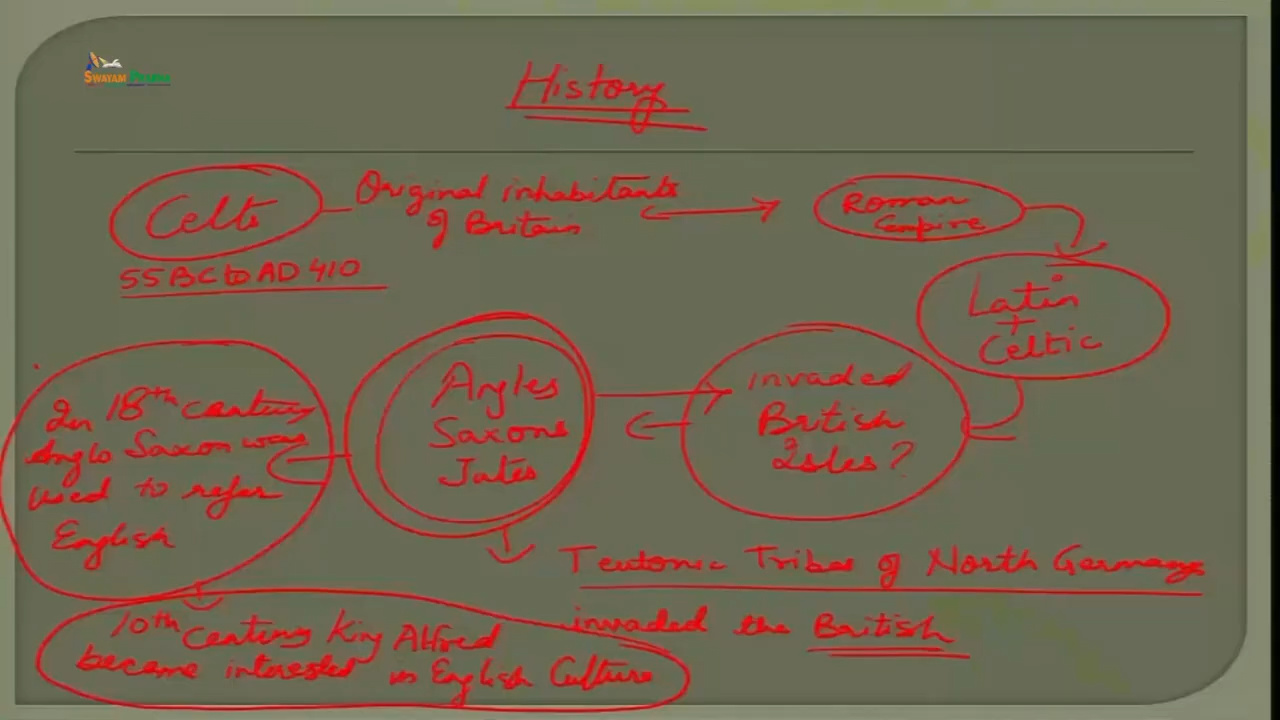 SWAYAM PRABHA
History
Celts
Original inhabitants
of Britain
Roman
Empire
55 BC to AD 410
Latin
+
Celtic
Angles
Saxons
Jutes
invaded
British
Isles?
In 18th century
Anglo Saxon was
used to refer
English
Teutonic Tribes of North Germany
invaded the British
10th Century King Alfred
became interested in English Culture